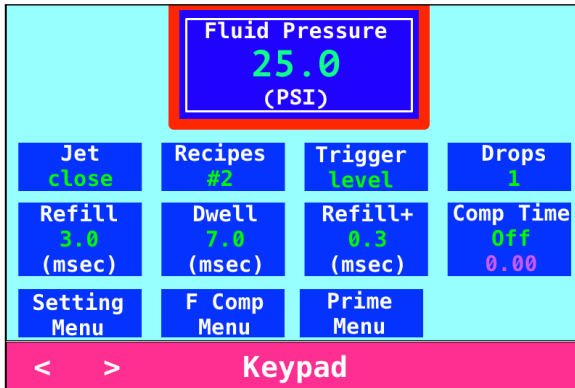 Fluid Pressure
25.0
(PSI)
Jet
close
Recipes
#2
Trigger
level
Drops
1
Refill
3.0
(msec)
Dwell
7.0
(msec)
Refill+
0.3
(msec)
Comp Time
Off
0.00
Setting
Menu
F Comp
Menu
Prime
Menu
< > Keypad